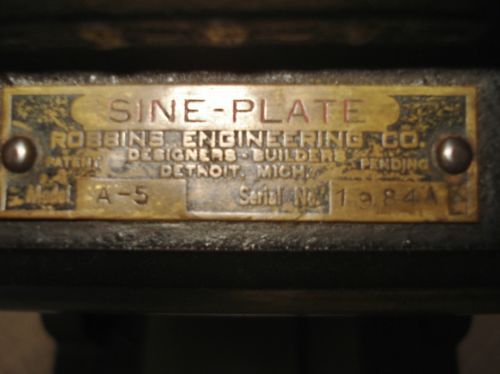 SINE-PLATE
ROBBINS ENGINEERING CO.
PATENT DESIGNERS - BUILDERS PENDING
DETROIT, MICH.
Model A-5 Serial No. 1984A